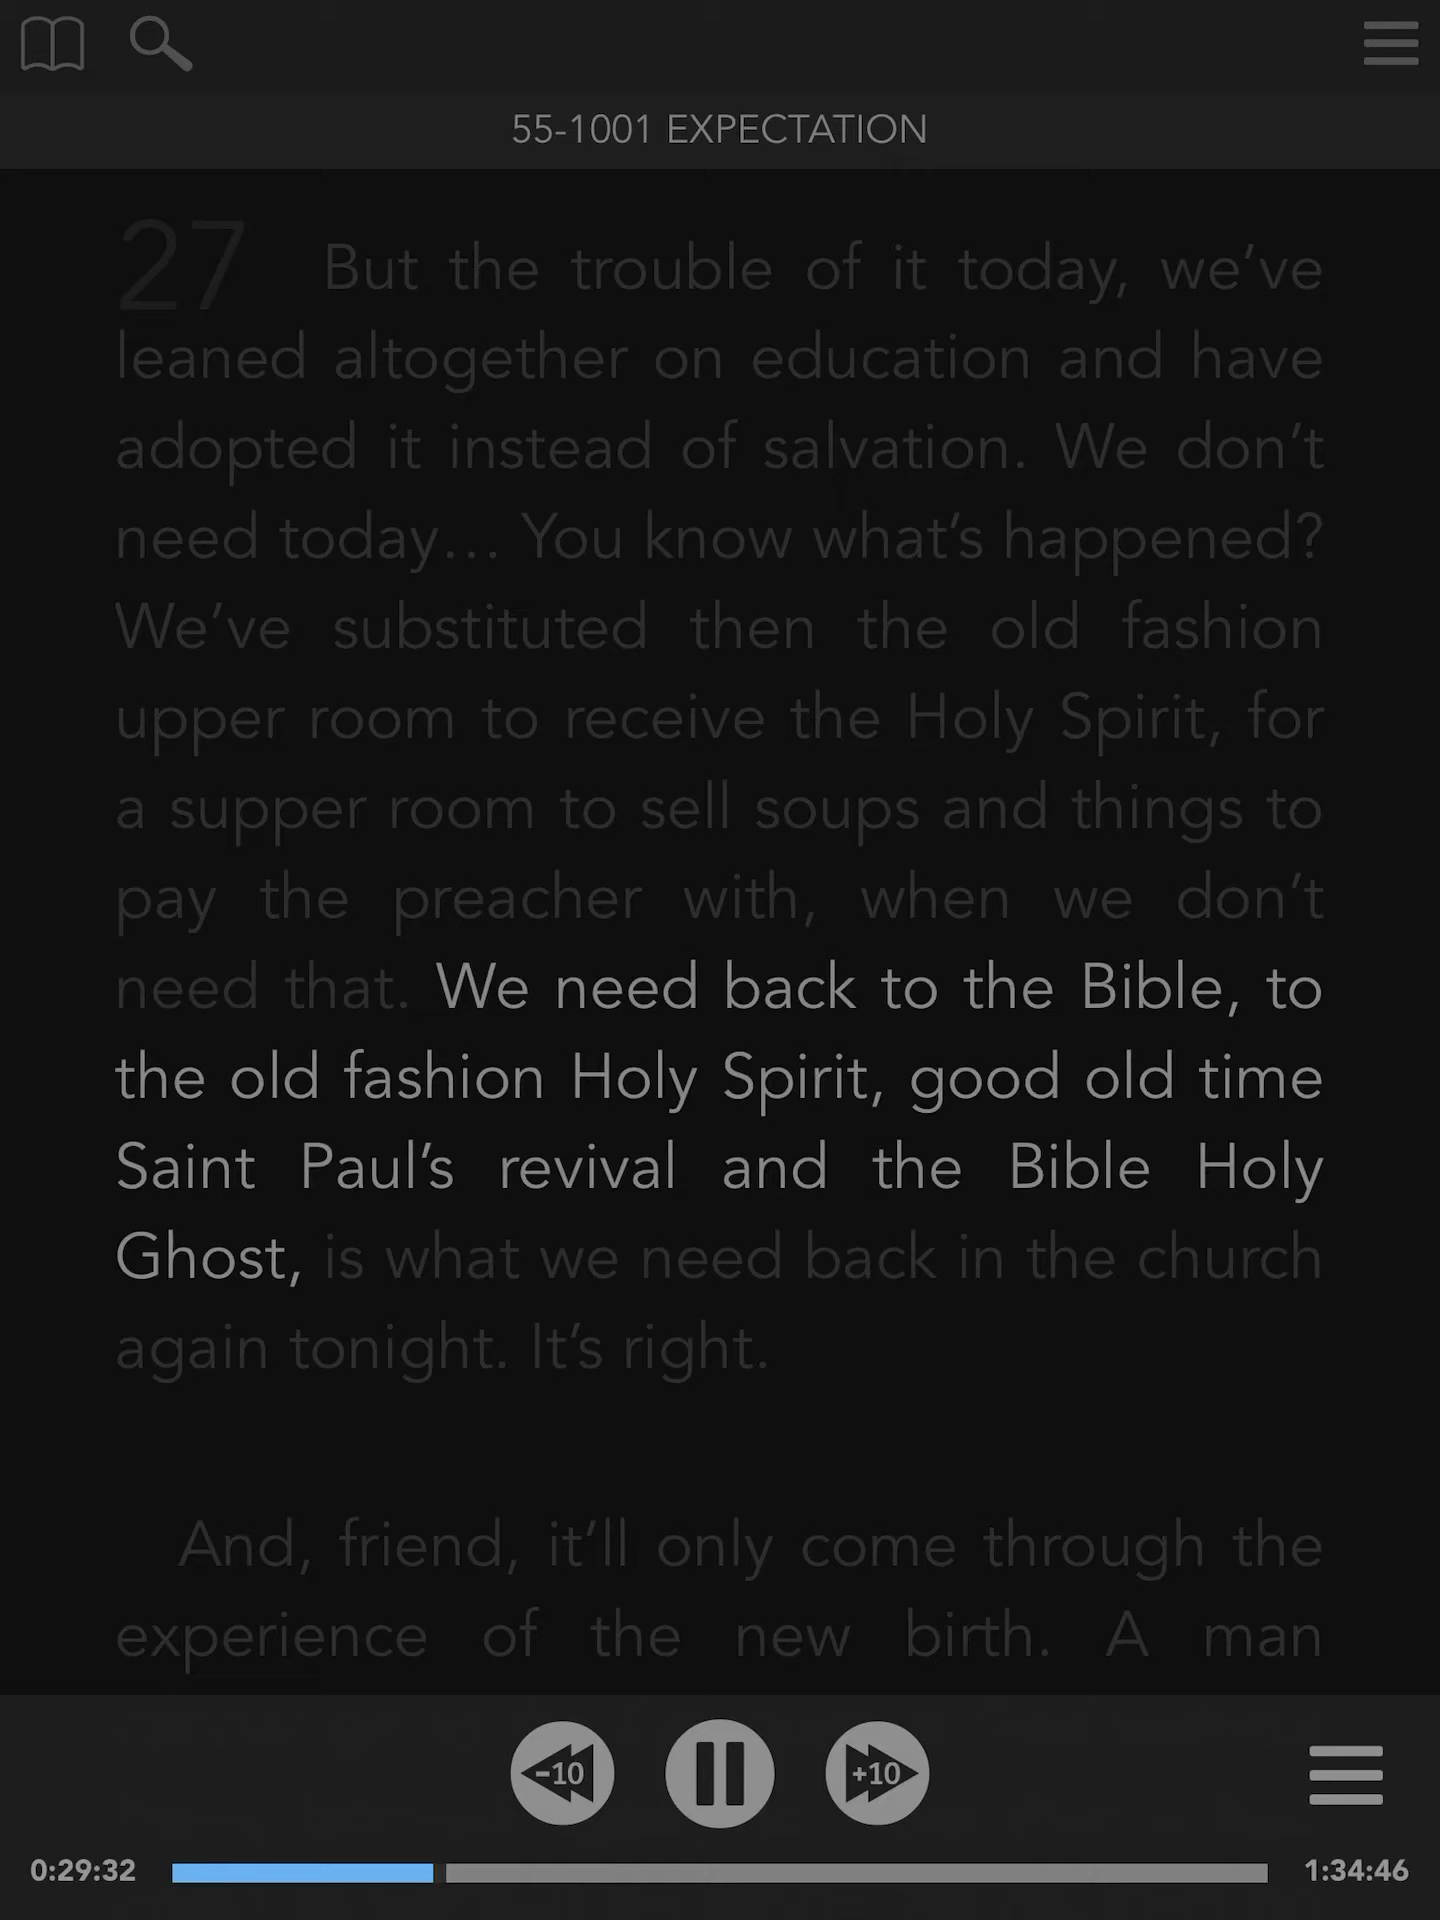 55-1001 EXPECTATION
27 But the trouble of it today, we’ve
leaned altogether on education and have
adopted it instead of salvation. We don’t
need today… You know what’s happened?
We’ve substituted then the old fashion
upper room to receive the Holy Spirit, for
a supper room to sell soups and things to
pay the preacher with, when we don’t
need that. We need back to the Bible, to
the old fashion Holy Spirit, good old time
Saint Paul’s revival and the Bible Holy
Ghost, is what we need back in the church
again tonight. It’s right.
And, friend, it’ll only come through the
experience of the new birth. A man
-10 +10
0:29:32 1:34:46